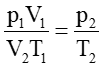 p₁V₁/V₂T₁ = p₂/T₂